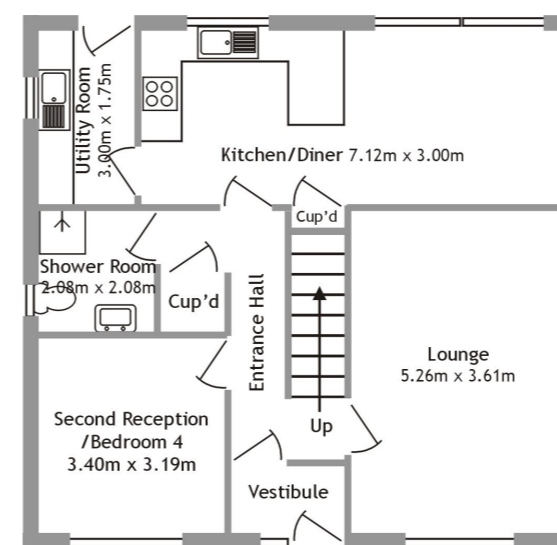 Utility Room
3.00m x 1.75m
Kitchen/Diner 7.12m x 3.00m
Cup'd
Shower Room
2.08m x 2.08m
Cup'd
Entrance Hall
Lounge
5.26m x 3.61m
Up
Second Reception
/Bedroom 4
3.40m x 3.19m
Vestibule